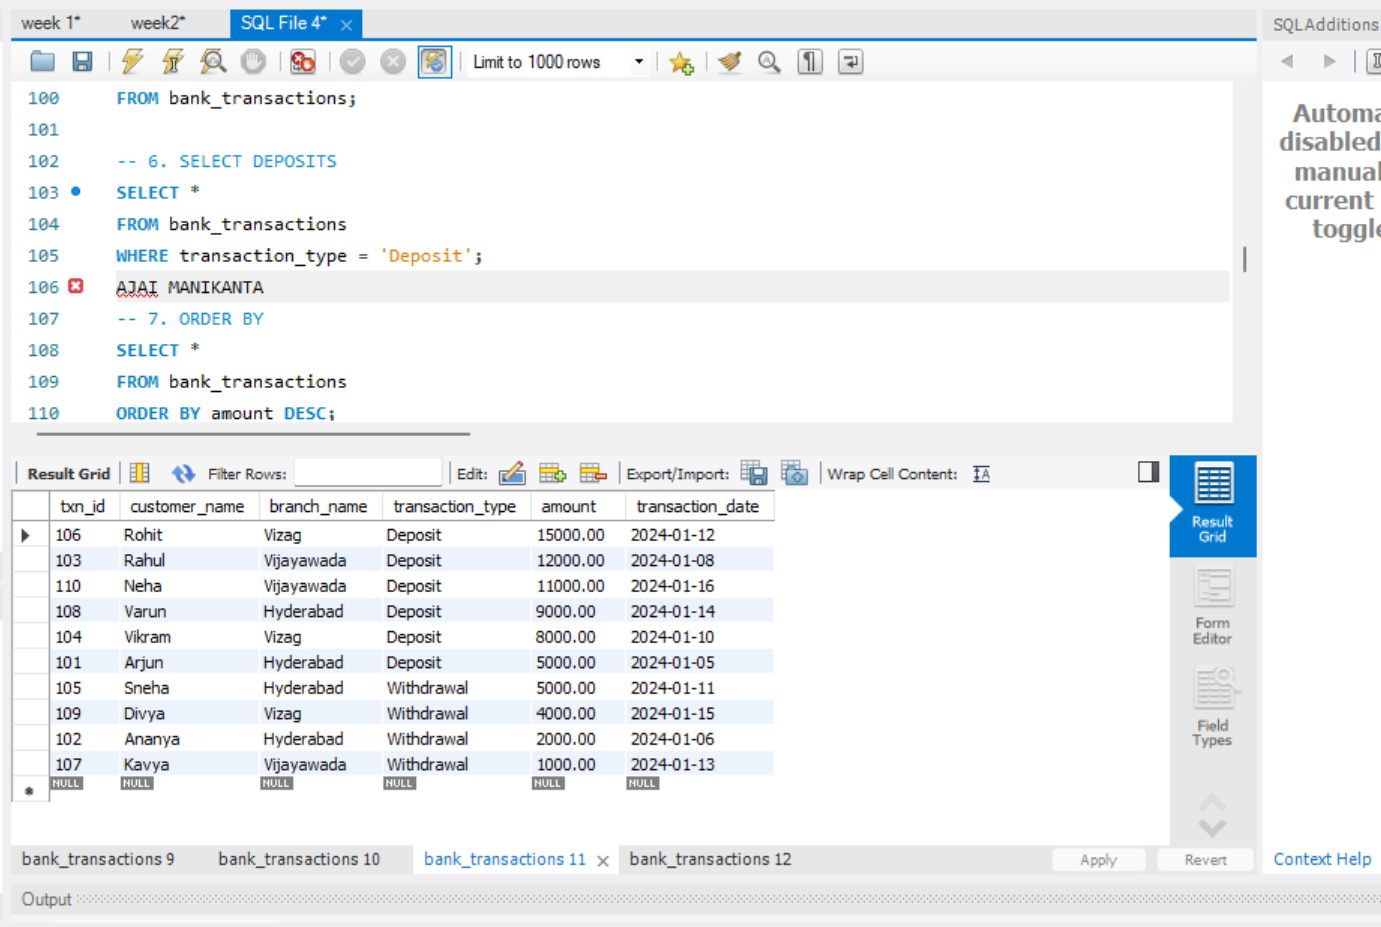 week 1* week2* SQL File 4* SQLAdditions
Limit to 1000 rows
100 FROM bank_transactions;
101
102 -- 6. SELECT DEPOSITS
103 SELECT *
104 FROM bank_transactions
105 WHERE transaction_type = 'Deposit';
106 AJAI MANIKANTA
107 -- 7. ORDER BY
108 SELECT *
109 FROM bank_transactions
110 ORDER BY amount DESC;
Automa
disabled
manual
current
toggle
Result Grid Filter Rows: Edit: Export/Import: Wrap Cell Content: IA
txn_id customer_name branch_name transaction_type amount transaction_date
106 Rohit Vizag Deposit 15000.00 2024-01-12
103 Rahul Vijayawada Deposit 12000.00 2024-01-08
110 Neha Vijayawada Deposit 11000.00 2024-01-16
108 Varun Hyderabad Deposit 9000.00 2024-01-14
104 Vikram Vizag Deposit 8000.00 2024-01-10
101 Arjun Hyderabad Deposit 5000.00 2024-01-05
105 Sneha Hyderabad Withdrawal 5000.00 2024-01-11
109 Divya Vizag Withdrawal 4000.00 2024-01-15
102 Ananya Hyderabad Withdrawal 2000.00 2024-01-06
107 Kavya Vijayawada Withdrawal 1000.00 2024-01-13
NULL NULL NULL NULL NULL NULL
Result
Grid
Form
Editor
Field
Types
bank_transactions 9 bank_transactions 10 bank_transactions 11 bank_transactions 12 Apply Revert Context Help
Output